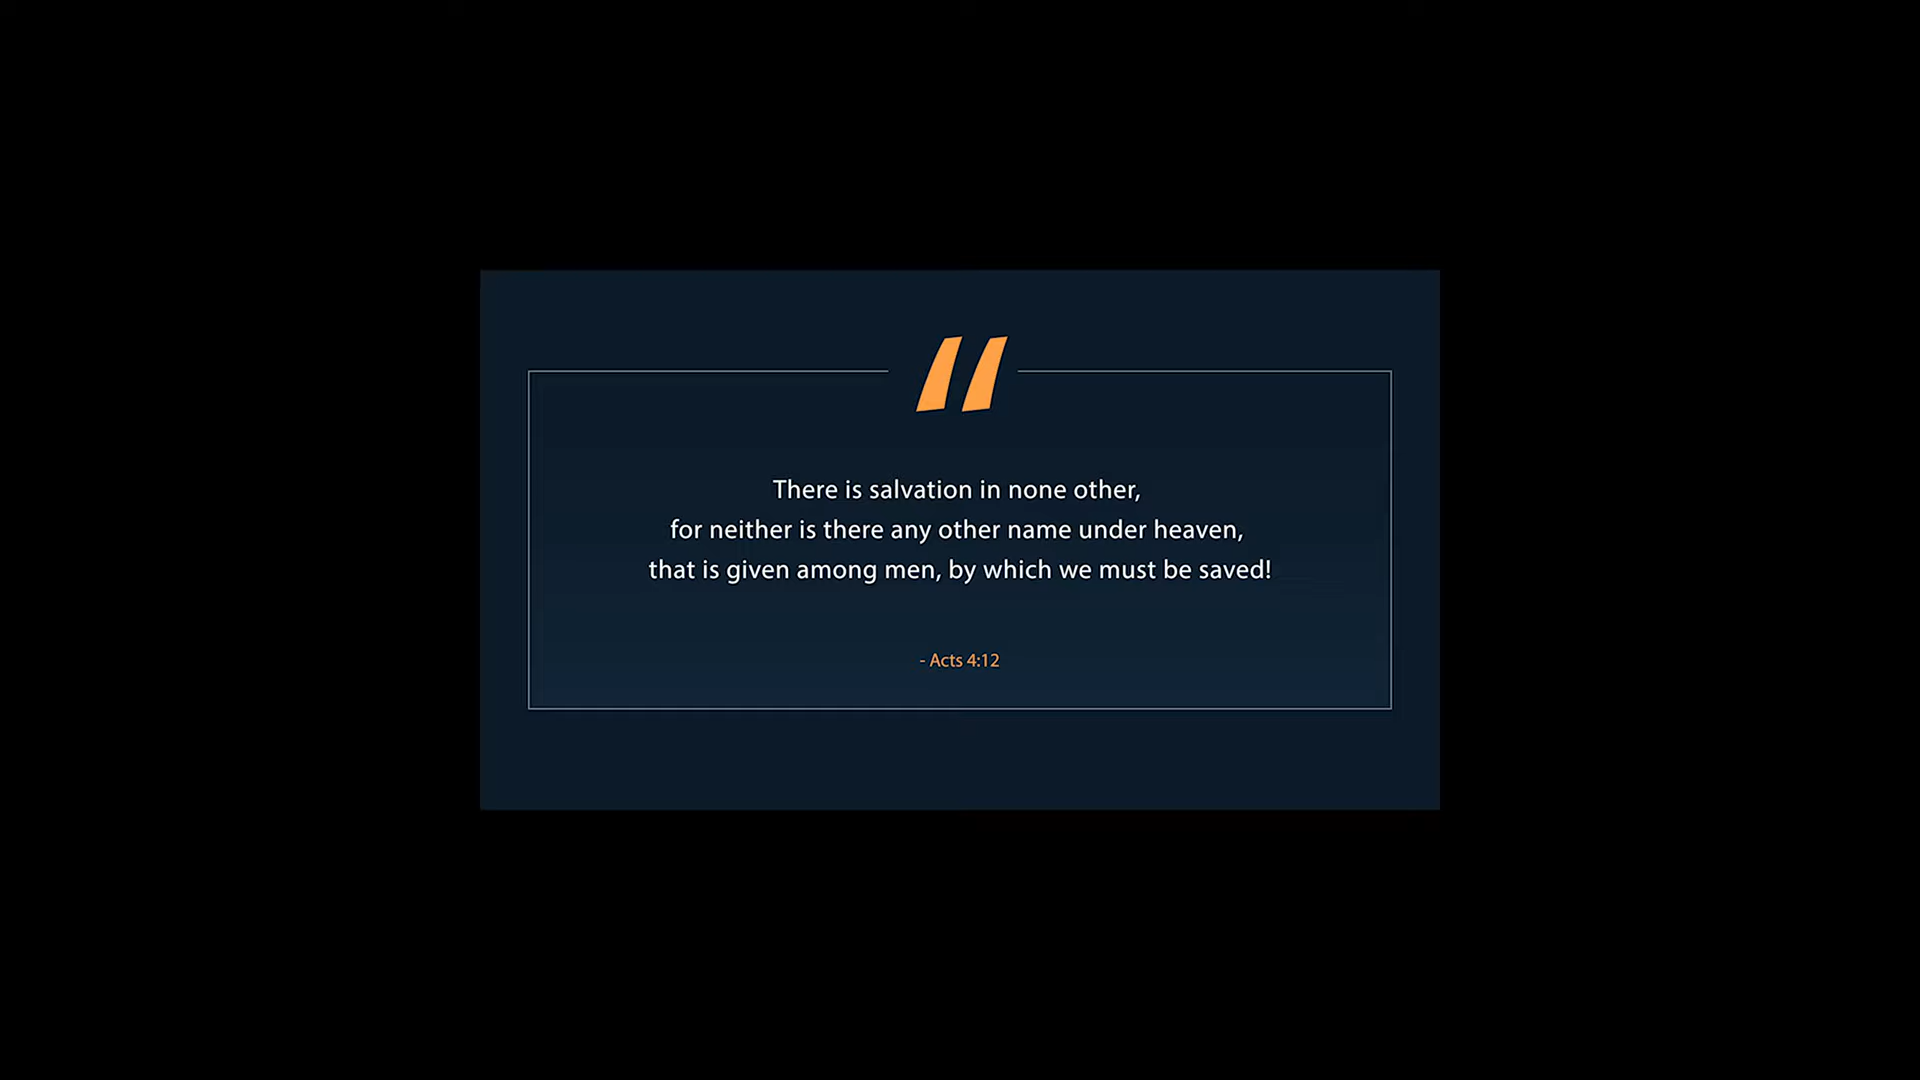 “
There is salvation in none other,
for neither is there any other name under heaven,
that is given among men, by which we must be saved!
- Acts 4:12